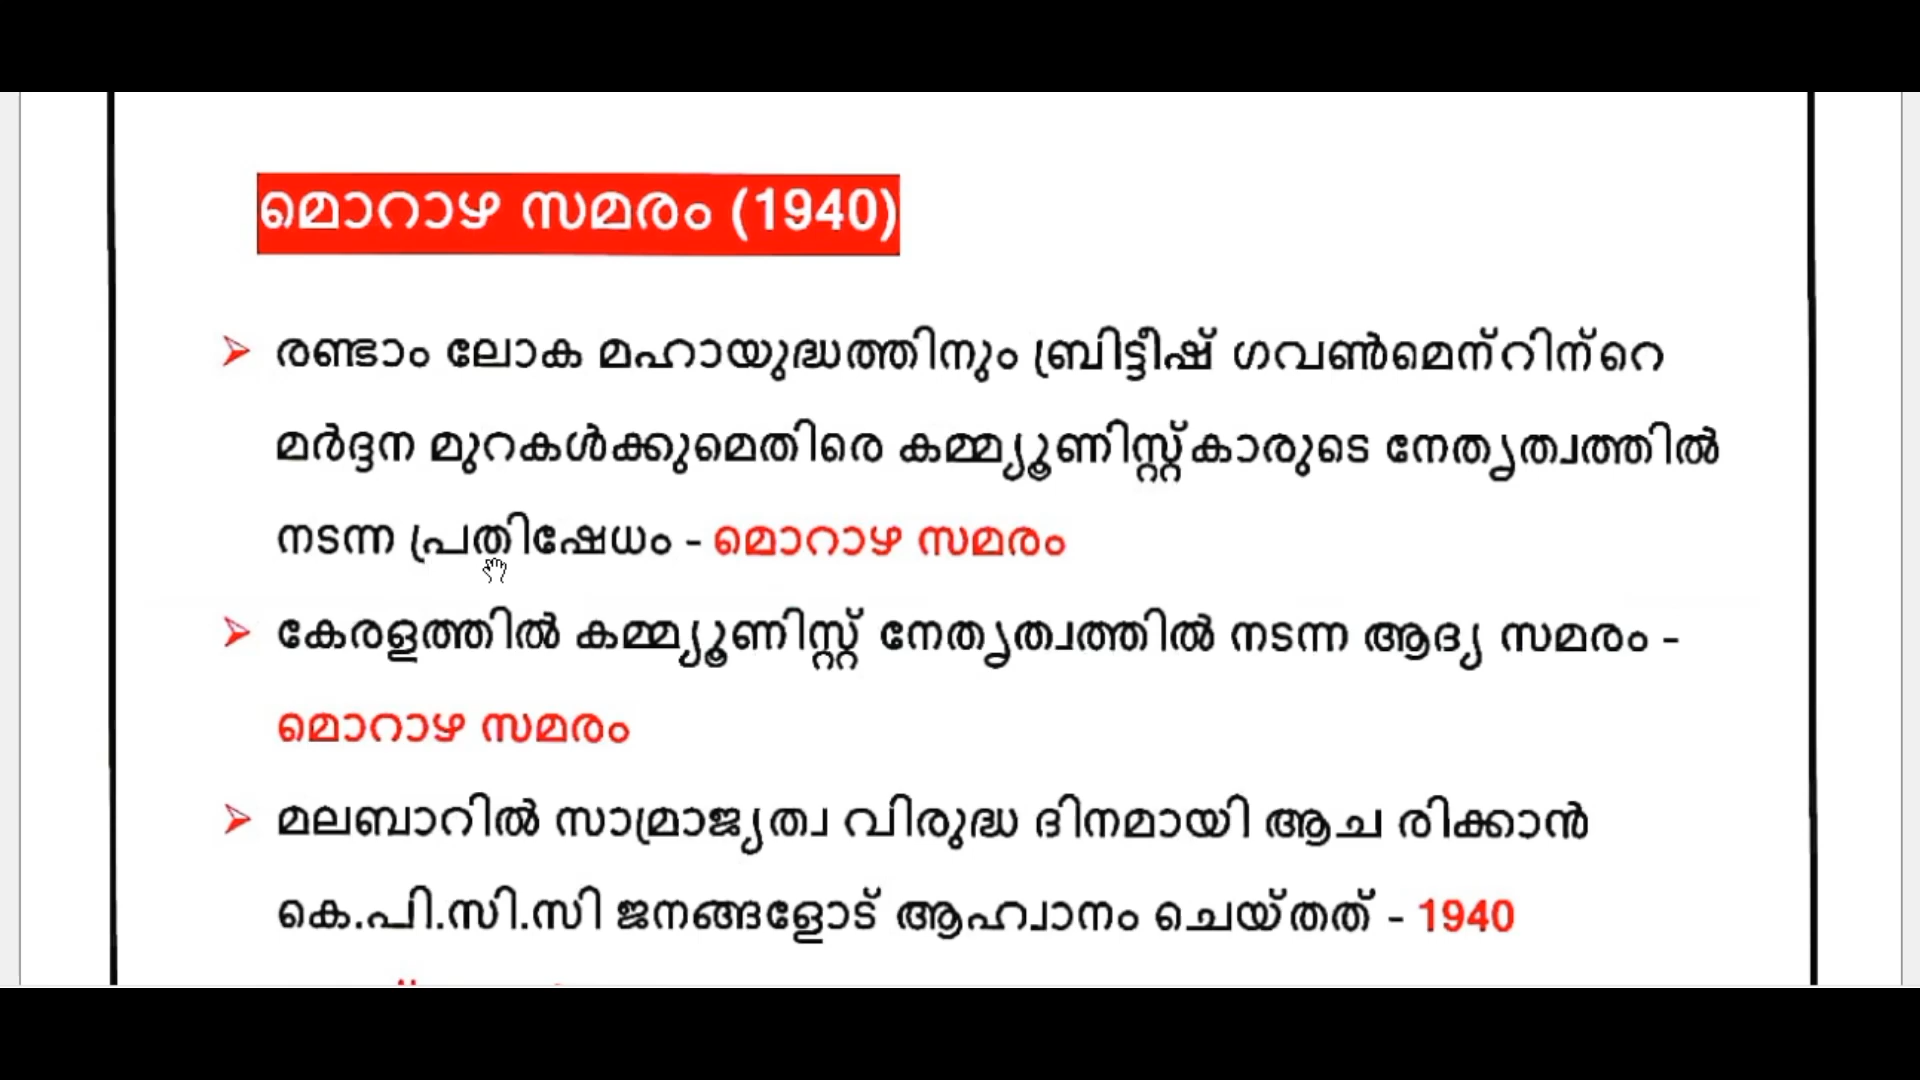 മൊറാഴ സമരം (1940)
രണ്ടാം ലോക മഹായുദ്ധത്തിനും ബ്രിട്ടീഷ് ഗവൺമെന്റിന്റെ
മർദ്ദന മുറകൾക്കുമെതിരെ കമ്മ്യൂണിസ്റ്റ്കാരുടെ നേതൃത്വത്തിൽ
നടന്ന പ്രതിഷേധം - മൊറാഴ സമരം
കേരളത്തിൽ കമ്മ്യൂണിസ്റ്റ് നേതൃത്വത്തിൽ നടന്ന ആദ്യ സമരം -
മൊറാഴ സമരം
മലബാറിൽ സാമ്രാജ്യത്വ വിരുദ്ധ ദിനമായി ആച രിക്കാൻ
കെ.പി.സി.സി ജനങ്ങളോട് ആഹ്വാനം ചെയ്തത് - 1940